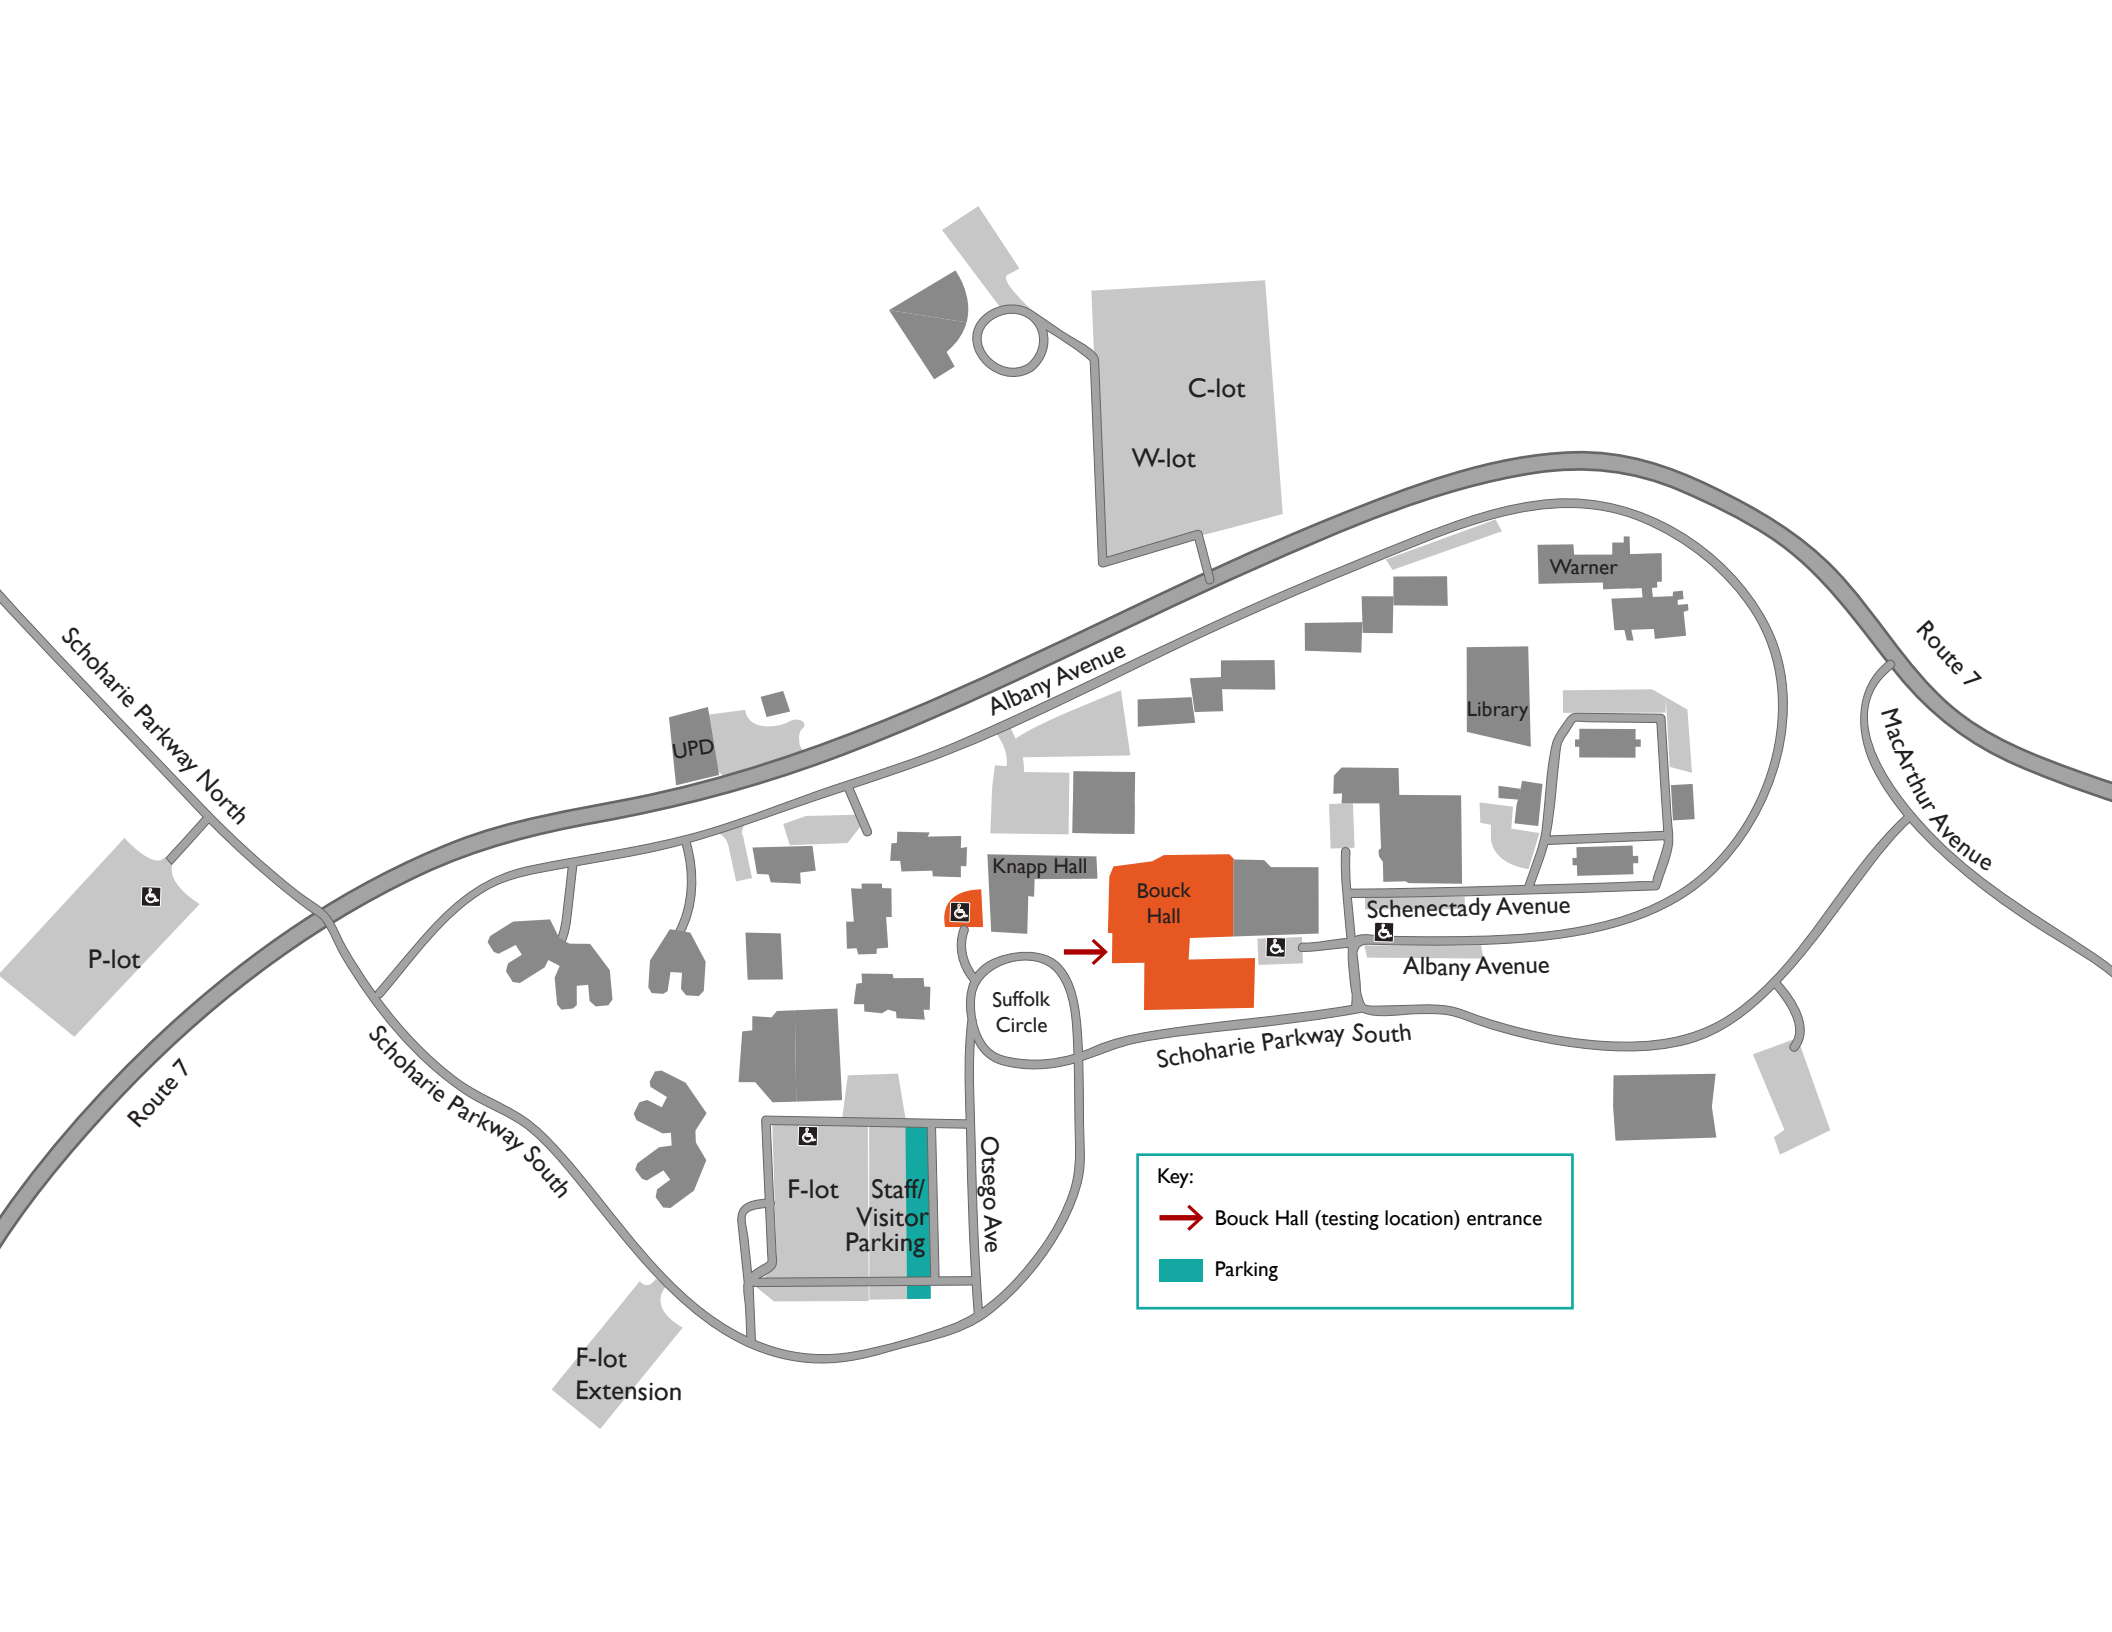 C-lot
W-lot
Warner
Route 7
Schoharie Parkway North
Albany Avenue
Library
UPD
MacArthur Avenue
Knapp Hall
Bouck
Hall
Schenectady Avenue
P-lot
Albany Avenue
Suffolk
Circle
Schoharie Parkway South
Route 7
Schoharie Parkway South
F-lot
Staff/
Visitor
Parking
Otsego Ave
Key:
Bouck Hall (testing location) entrance
Parking
F-lot
Extension